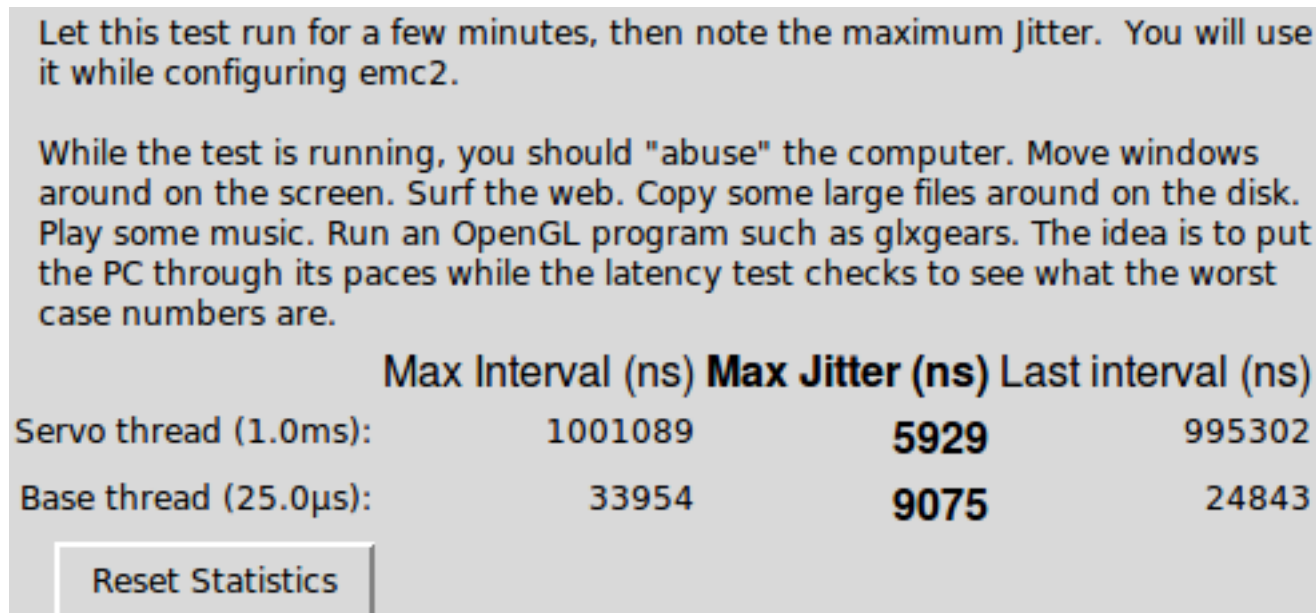 Let this test run for a few minutes, then note the maximum Jitter.  You will use
it while configuring emc2.
While the test is running, you should "abuse" the computer. Move windows
around on the screen. Surf the web. Copy some large files around on the disk.
Play some music. Run an OpenGL program such as glxgears. The idea is to put
the PC through its paces while the latency test checks to see what the worst
case numbers are.
Max Interval (ns) Max Jitter (ns) Last interval (ns)
Servo thread (1.0ms): 1001089 5929 995302
Base thread (25.0µs): 33954 9075 24843
Reset Statistics